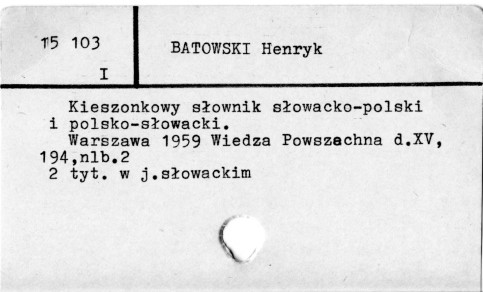 15 103
I
BATOWSKI Henryk
Kieszonkowy słownik słowacko-polski
i polsko-słowacki.
Warszawa 1959 Wiedza Powszechna d.XV,
194,nlb.2
2 tyt. w j.słowackim